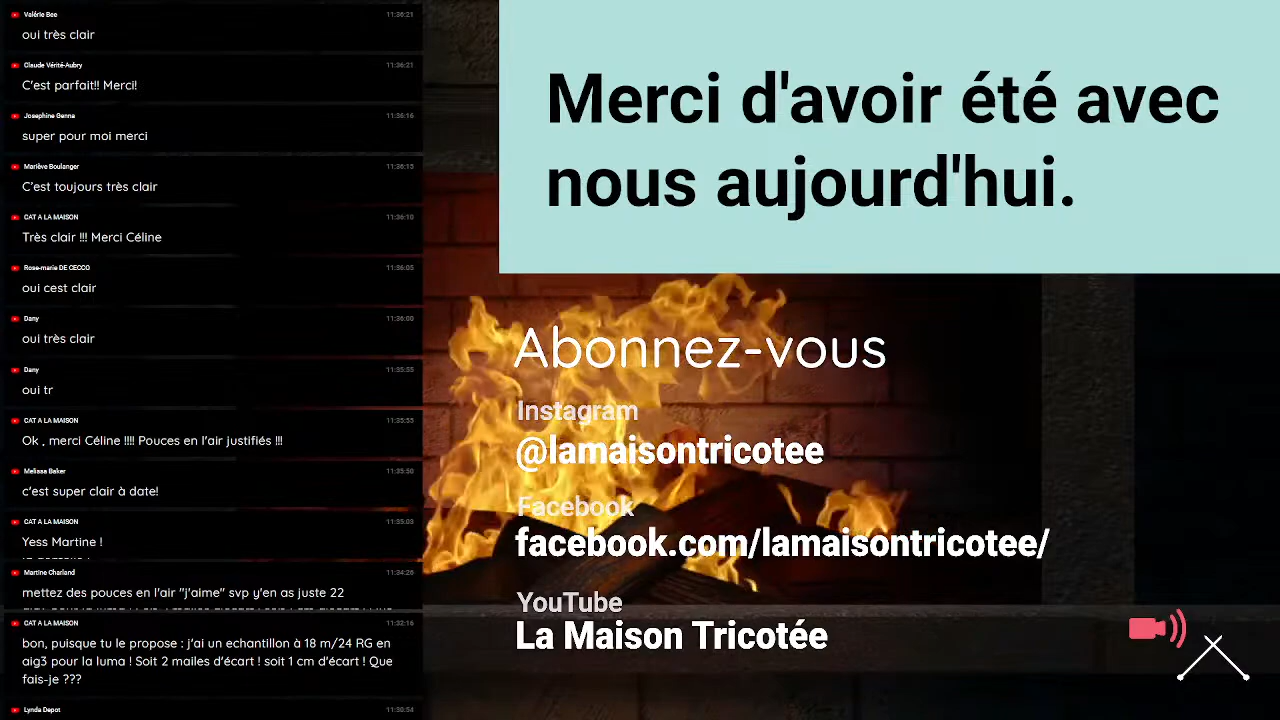 Valérie Bee 11:36:21
oui très clair
Claude Vérité-Aubry 11:36:21
C'est parfait!! Merci!
Josephine Genna 11:36:16
super pour moi merci
Mariève Boulanger 11:36:15
C'est toujours très clair
CAT A LA MAISON 11:36:10
Très clair !!! Merci Céline
Rose-marie DE CECCO 11:36:05
oui cest clair
Dany 11:36:00
oui très clair
Dany 11:35:55
oui tr
CAT A LA MAISON 11:35:55
Ok , merci Céline !!!! Pouces en l'air justifiés !!!
Melissa Baker 11:35:50
c'est super clair à date!
CAT A LA MAISON 11:35:03
Yess Martine !
Martine Charland 11:34:26
mettez des pouces en l'air "j'aime" svp y'en as juste 22
CAT A LA MAISON 11:32:16
bon, puisque tu le propose : j'ai un echantillon à 18 m/24 RG en
aig3 pour la luma ! Soit 2 mailes d'écart ! soit 1 cm d'écart ! Que
fais-je ???
Lynda Depot 11:30:54
Merci d'avoir été avec
nous aujourd'hui.
Abonnez-vous
Instagram
@lamaisontricotee
Facebook
facebook.com/lamaisontricotee/
YouTube
La Maison Tricotée